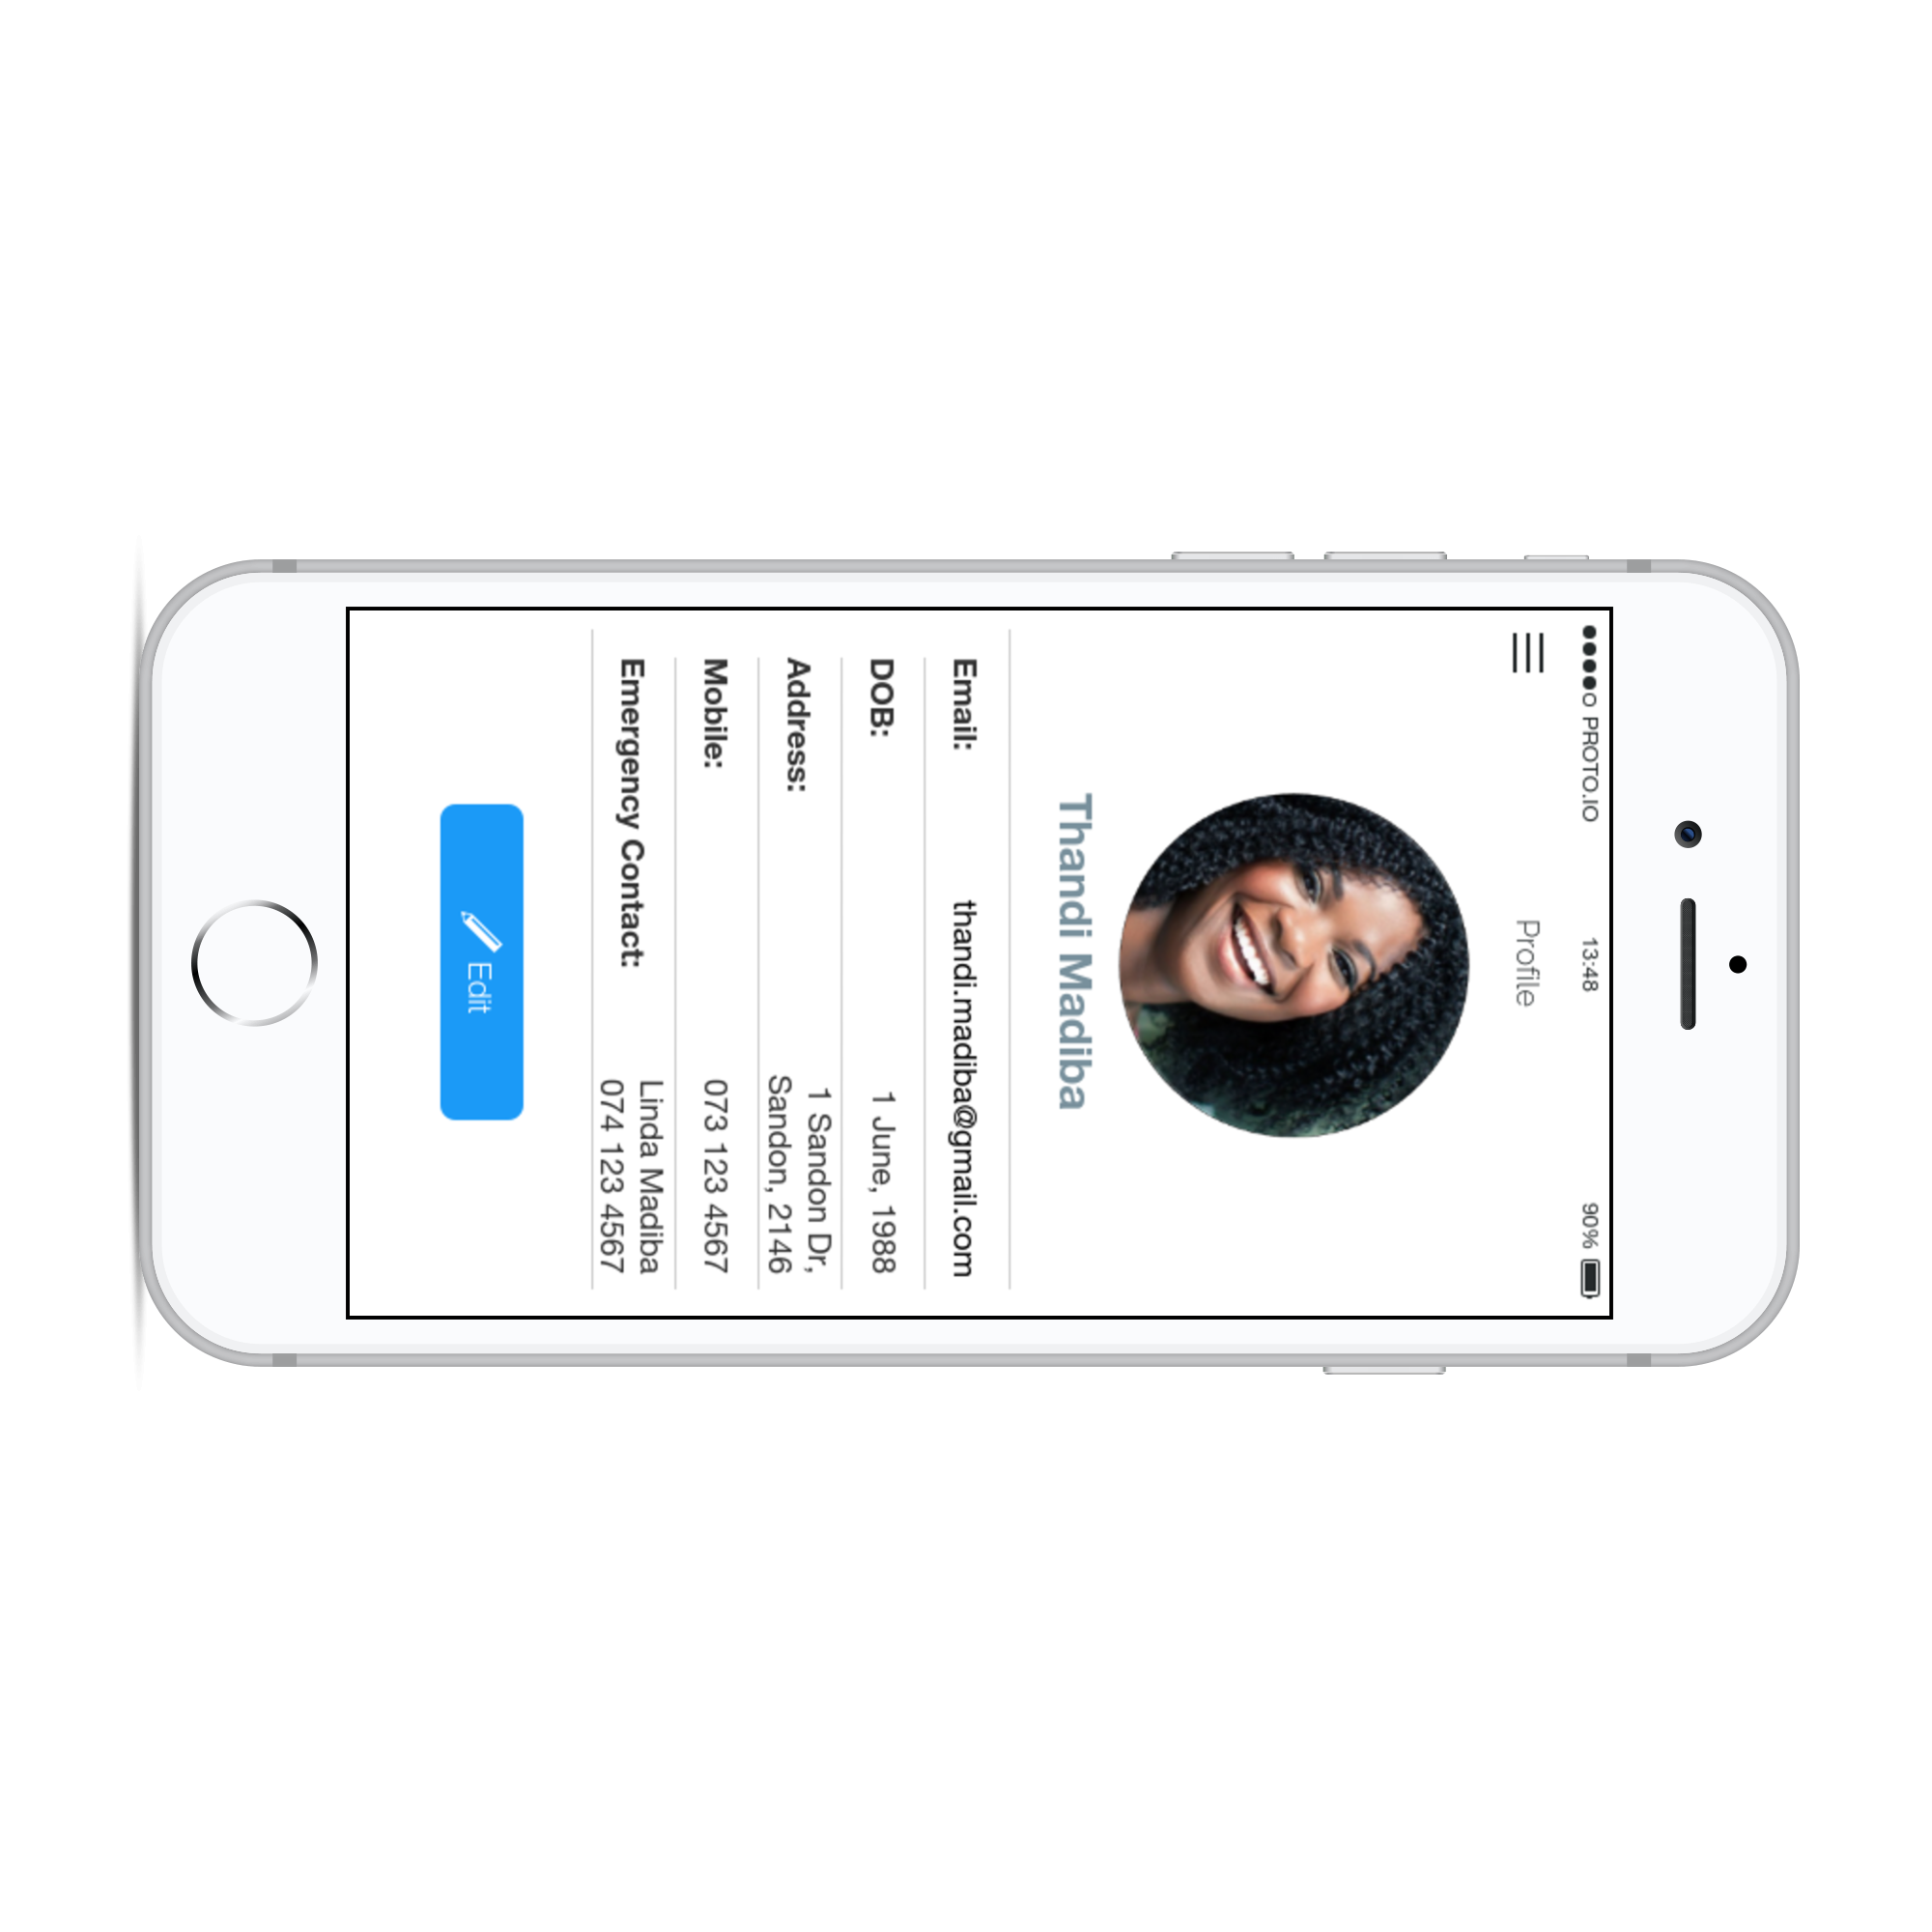 PROTO.IO 13:48 90%
Profile
Thandi Madiba
Email: thandi.madiba@gmail.com
DOB: 1 June, 1988
Address: 1 Sandon Dr,
Sandon, 2146
Mobile: 073 123 4567
Emergency Contact: Linda Madiba
074 123 4567
Edit